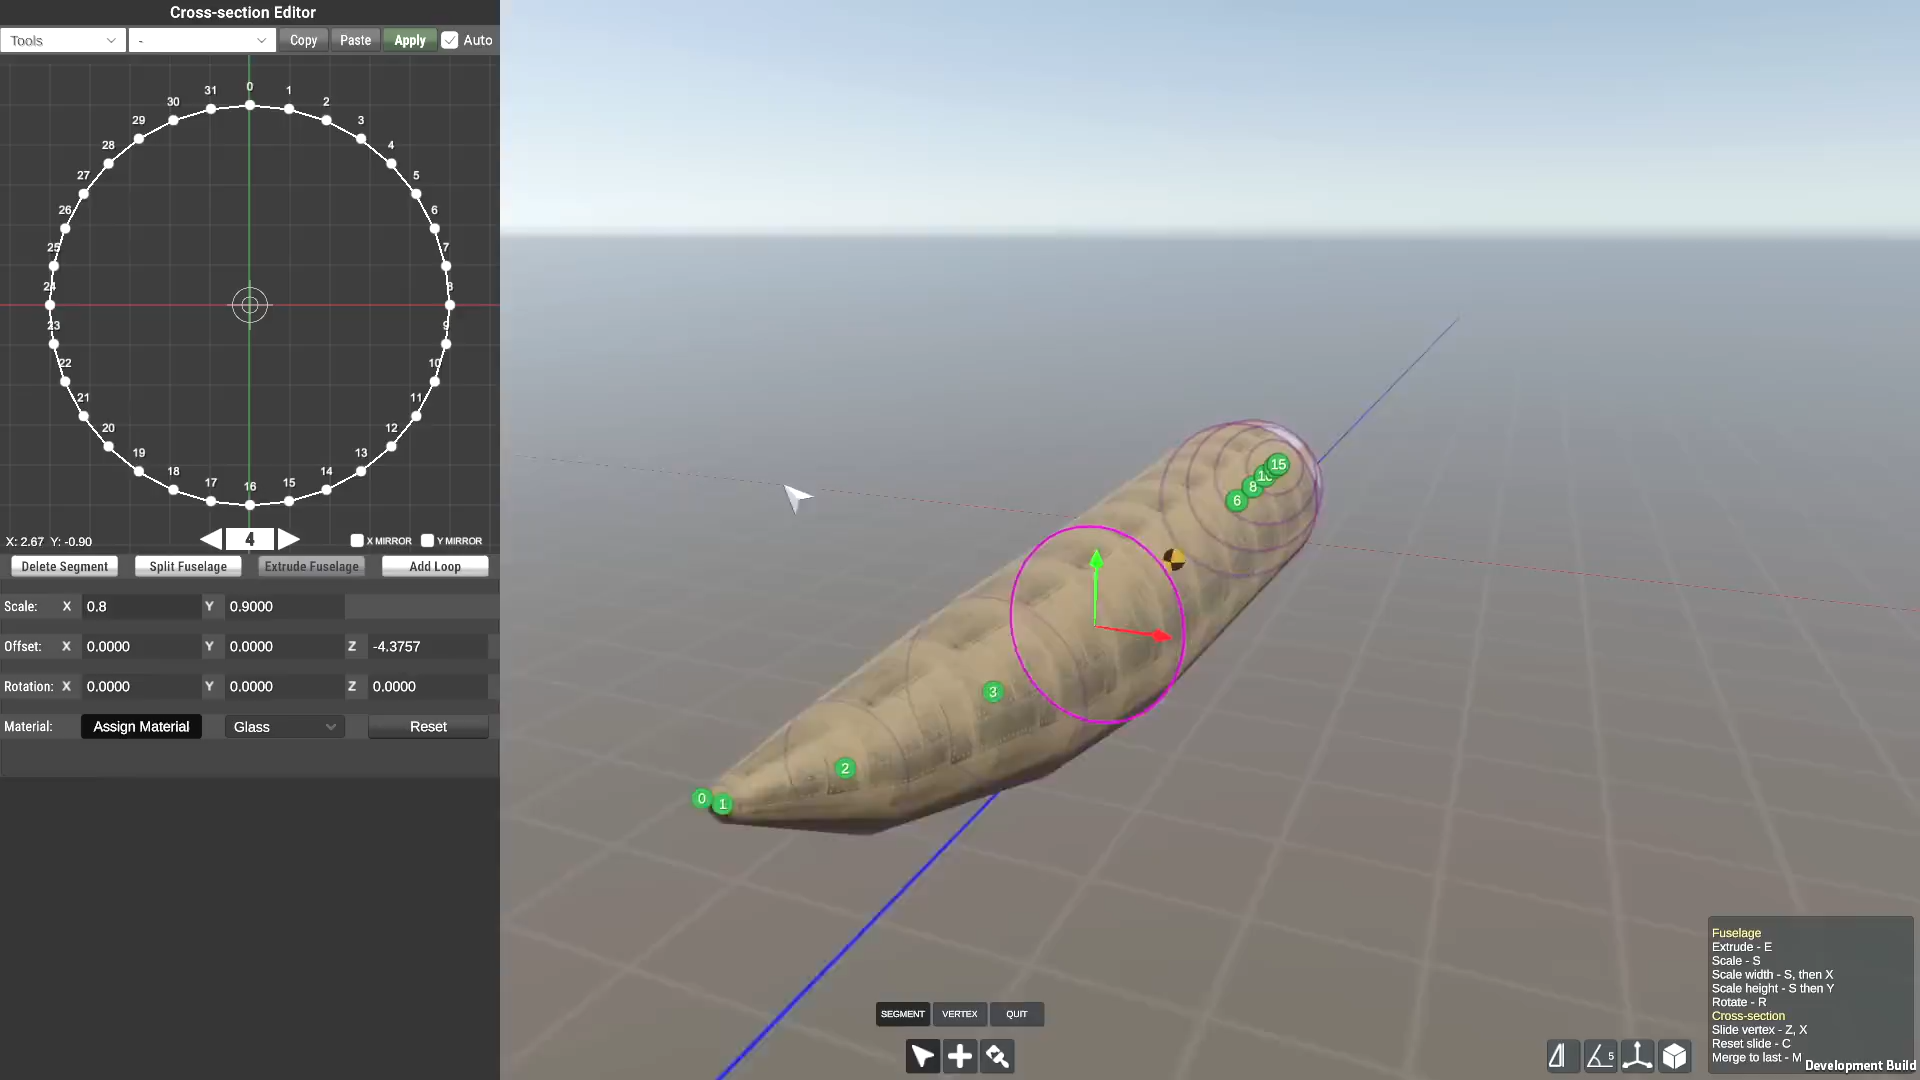 Cross-section Editor
Tools
-
Copy
Paste
Apply
Auto
0
1
2
3
4
5
6
7
8
9
10
11
12
13
14
15
16
17
18
19
20
21
22
23
24
25
26
27
28
29
30
31
X: 2.67 Y: -0.90
4
X MIRROR
Y MIRROR
Delete Segment
Split Fuselage
Extrude Fuselage
Add Loop
Scale: X 0.8 Y 0.9000
Offset: X 0.0000 Y 0.0000 Z -4.3757
Rotation: X 0.0000 Y 0.0000 Z 0.0000
Material: Assign Material Glass Reset
15
8
6
3
2
0
1
SEGMENT
VERTEX
QUIT
5
Fuselage
Extrude - E
Scale - S
Scale width - S, then X
Scale height - S then Y
Rotate - R
Cross-section
Slide vertex - Z, X
Reset slide - C
Merge to last - M
Development Build